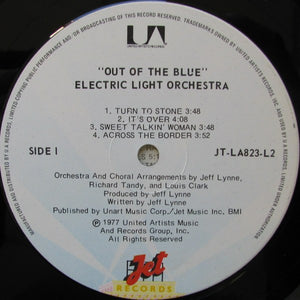 UNITED ARTISTS RECORDS
"OUT OF THE BLUE"
ELECTRIC LIGHT ORCHESTRA
1. TURN TO STONE 3:48
2. IT'S OVER 4:08
3. SWEET TALKIN' WOMAN 3:48
4. ACROSS THE BORDER 3:52
SIDE 1 JT-LA823-L2
Orchestra And Choral Arrangements by Jeff Lynne,
Richard Tandy, and Louis Clark
Produced by Jeff Lynne
Written by Jeff Lynne
Published by Unart Music Corp./Jet Music Inc, BMI
© 1977 United Artists Music
And Records Group, Inc.
All Rights Reserved
Jet
RECORDS